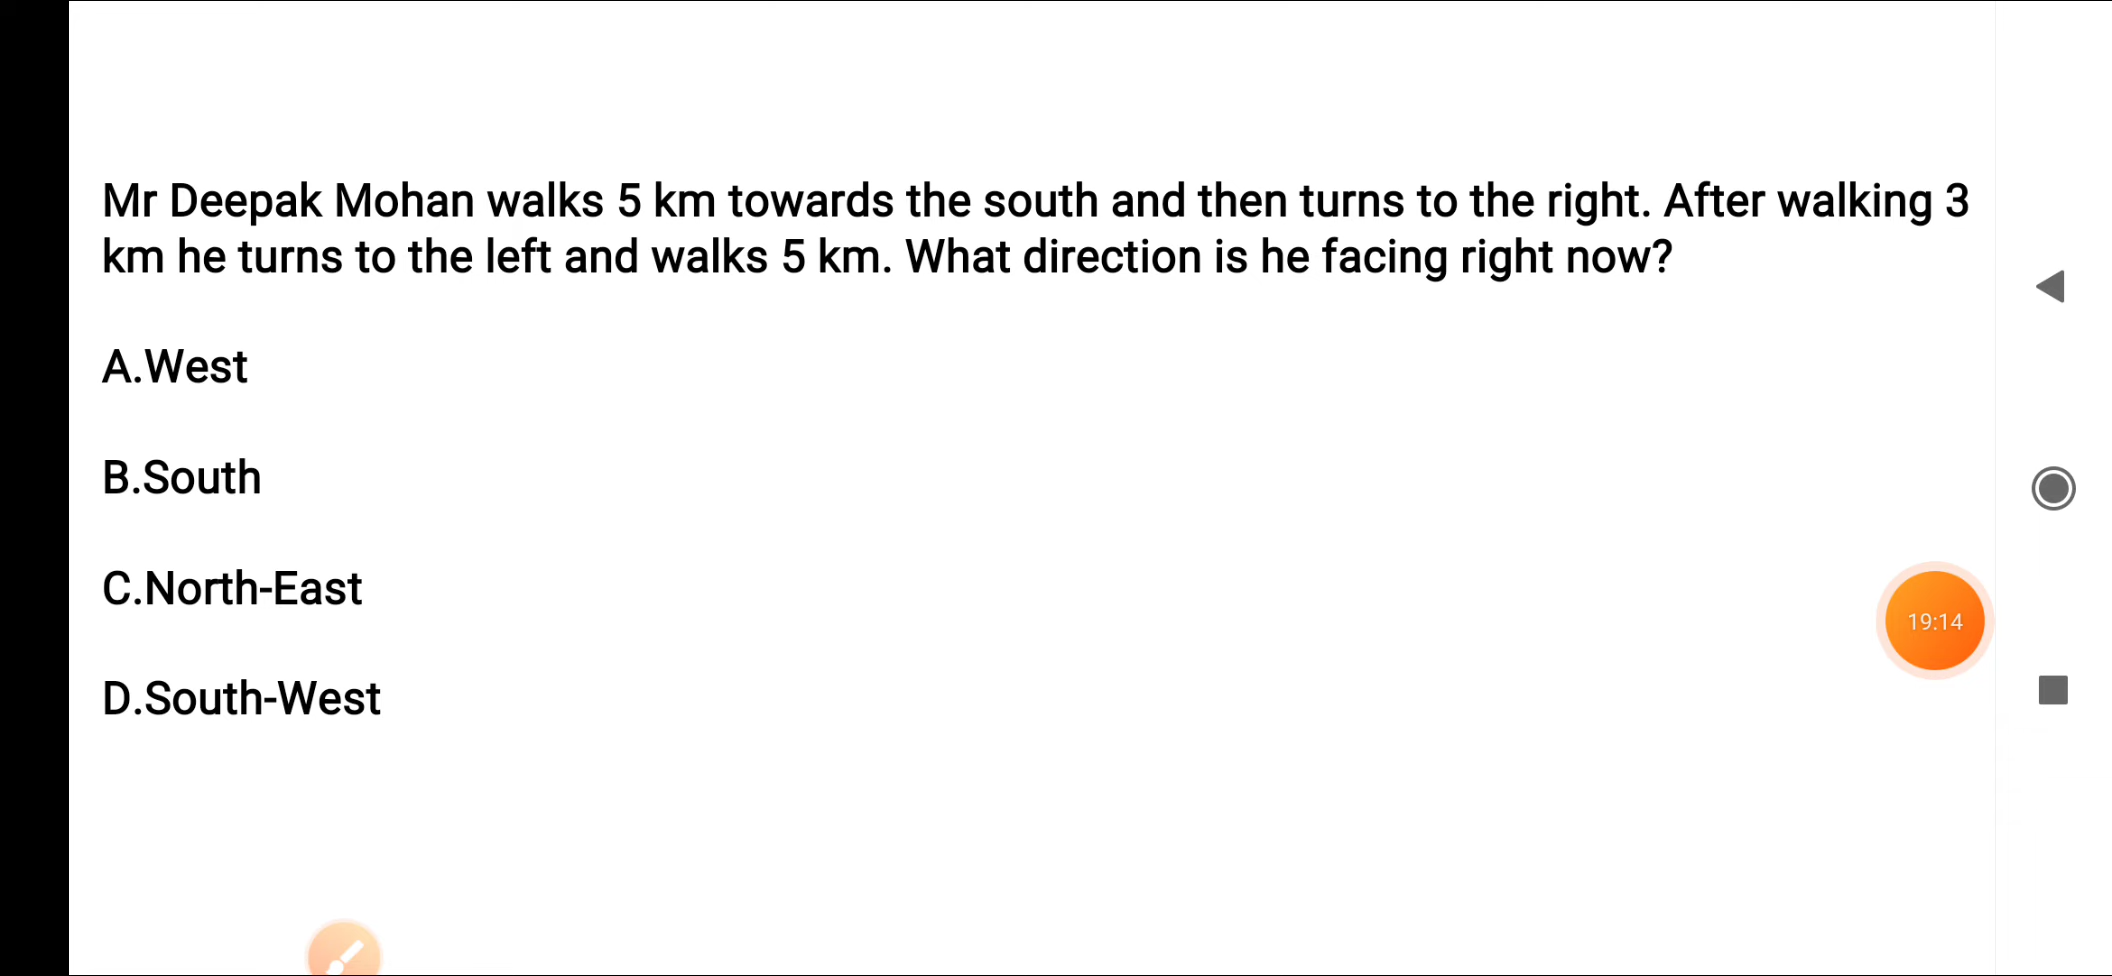 Mr Deepak Mohan walks 5 km towards the south and then turns to the right. After walking 3
km he turns to the left and walks 5 km. What direction is he facing right now?
A.West
B.South
C.North-East
19:14
D.South-West